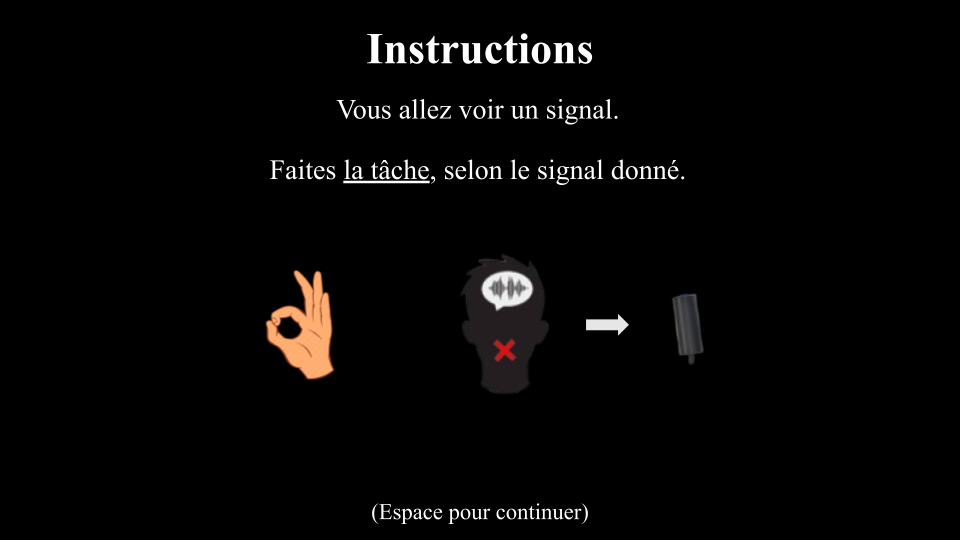 Instructions
Vous allez voir un signal.
Faites la tâche, selon le signal donné.
(Espace pour continuer)